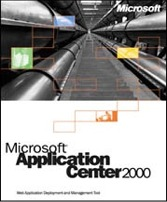 Microsoft
Microsoft
Application
Center 2000
Web Application Deployment and Management Tool